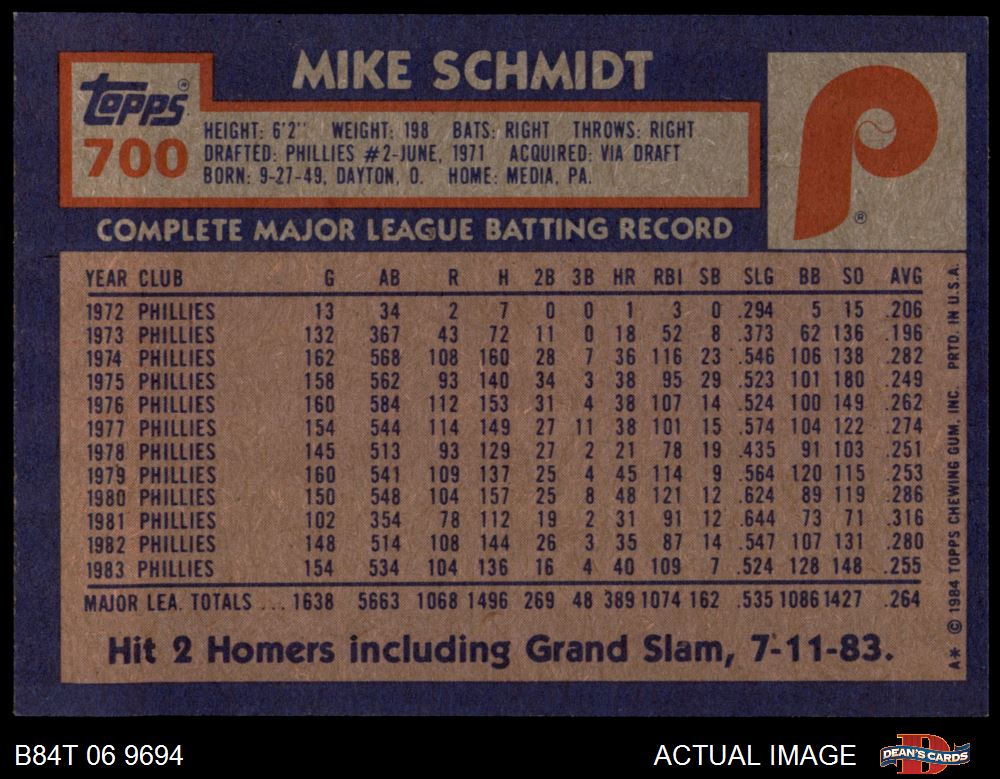 MIKE SCHMIDT
TOPPS®
700
HEIGHT: 6'2" WEIGHT: 198 BATS: RIGHT THROWS: RIGHT
DRAFTED: PHILLIES #2-JUNE, 1971 ACQUIRED: VIA DRAFT
BORN: 9-27-49, DAYTON, O. HOME: MEDIA, PA.
P
®
COMPLETE MAJOR LEAGUE BATTING RECORD
YEAR CLUB G AB R H 2B 3B HR RBI SB SLG BB SO AVG
1972 PHILLIES 13 34 2 7 0 0 1 3 0 .294 5 15 .206
1973 PHILLIES 132 367 43 72 11 0 18 52 8 .373 62 136 .196
1974 PHILLIES 162 568 108 160 28 7 36 116 23 .546 106 138 .282
1975 PHILLIES 158 562 93 140 34 3 38 95 29 .523 101 180 .249
1976 PHILLIES 160 584 112 153 31 4 38 107 14 .524 100 149 .262
1977 PHILLIES 154 544 114 149 27 11 38 101 15 .574 104 122 .274
1978 PHILLIES 145 513 93 129 27 2 21 78 19 .435 91 103 .251
1979 PHILLIES 160 541 109 137 25 4 45 114 9 .564 120 115 .253
1980 PHILLIES 150 548 104 157 25 8 48 121 12 .624 89 119 .286
1981 PHILLIES 102 354 78 112 19 2 31 91 12 .644 73 71 .316
1982 PHILLIES 148 514 108 144 26 3 35 87 14 .547 107 131 .280
1983 PHILLIES 154 534 104 136 16 4 40 109 7 .524 128 148 .255
MAJOR LEA. TOTALS ... 1638 5663 1068 1496 269 48 389 1074 162 .535 1086 1427 .264
Hit 2 Homers including Grand Slam, 7-11-83.
A* © 1984 TOPPS CHEWING GUM, INC. PRTD. IN U.S.A.
B84T 06 9694
ACTUAL IMAGE
DEAN'S CARDS